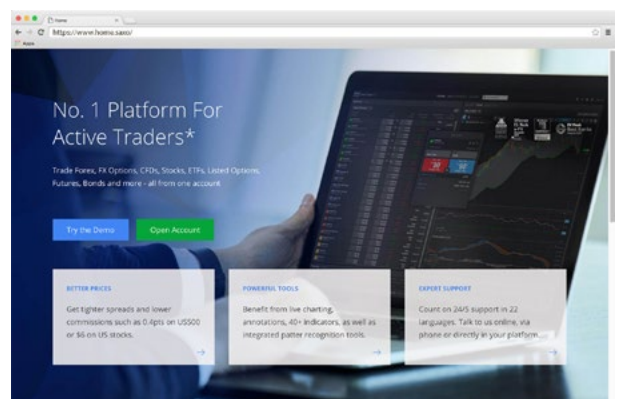 Home
https://www.home.saxo/
Apps
No. 1 Platform For
Active Traders*
Trade Forex, FX Options, CFDs, Stocks, ETFs, Listed Options,
Futures, Bonds and more - all from one account
Try the Demo
Open Account
BETTER PRICES
Get tighter spreads and lower
commissions such as 0.4pts on US500
or $6 on US stocks.
POWERFUL TOOLS
Benefit from live charting,
annotations, 40+ indicators, as well as
integrated patter recognition tools.
EXPERT SUPPORT
Count on 24/5 support in 22
languages. Talk to us online, via
phone or directly in your platform.